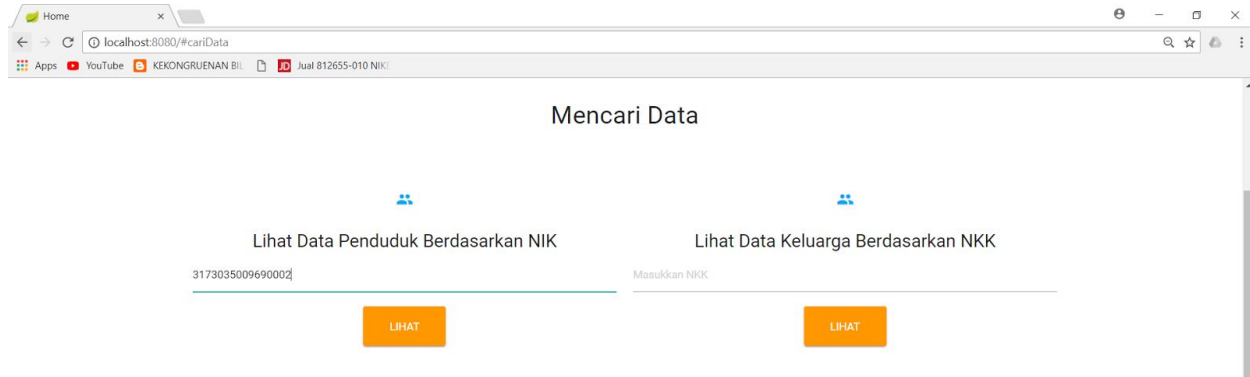 Home
localhost:8080/#cariData
Apps YouTube KEKONGRUENAN BIL Jual 812655-010 NIKE
Mencari Data
Lihat Data Penduduk Berdasarkan NIK
Lihat Data Keluarga Berdasarkan NKK
3173035009690002
Masukkan NKK
LIHAT
LIHAT